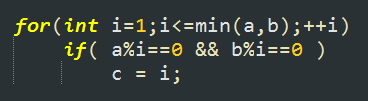 for(int i=1;i<=min(a,b);++i)
if( a%i==0 && b%i==0 )
c = i;